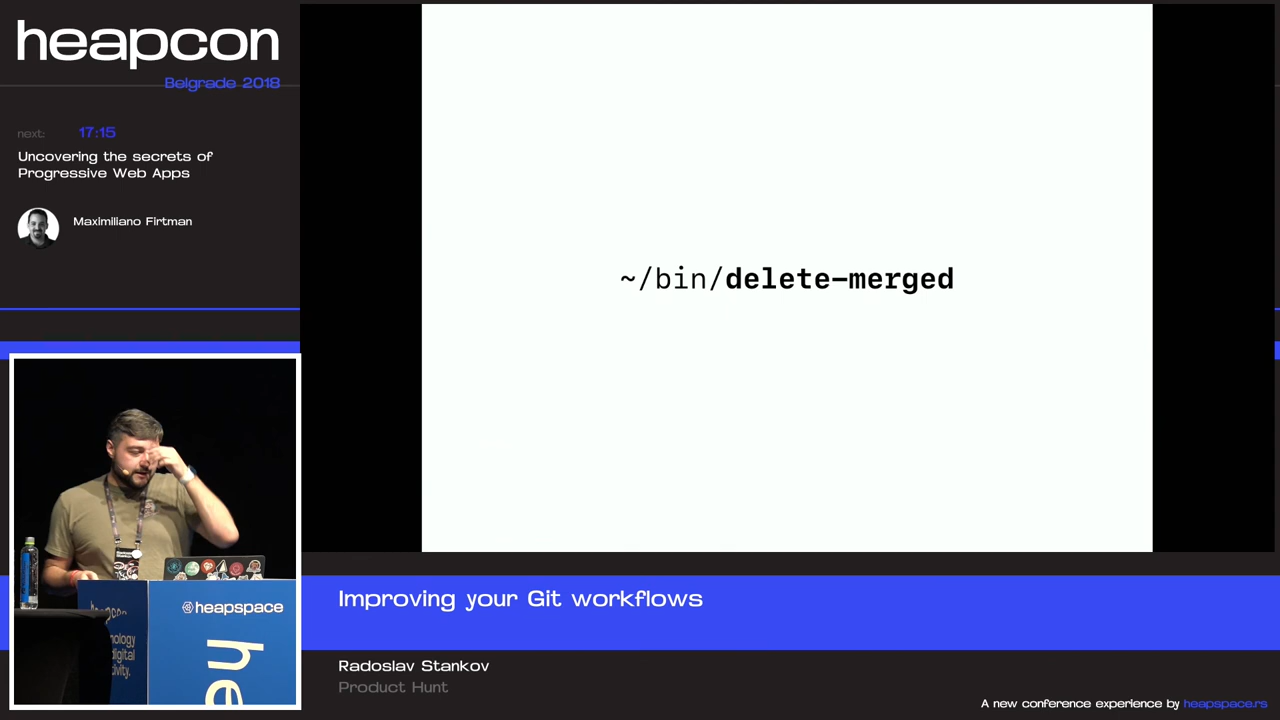 heapcon
Belgrade 2018
next: 17:15
Uncovering the secrets of
Progressive Web Apps
Maximiliano Firtman
~/bin/delete-merged
heapspace
he
Improving your Git workflows
Radoslav Stankov
Product Hunt
A new conference experience by heapspace.rs